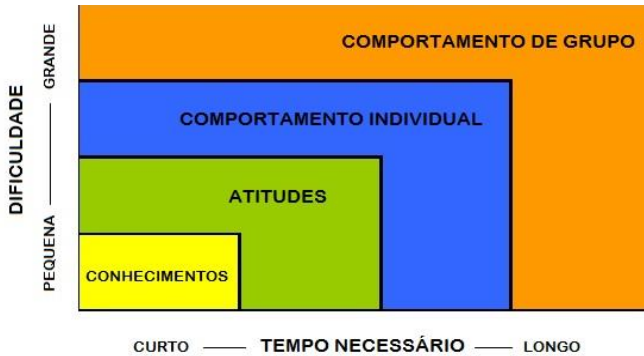 COMPORTAMENTO DE GRUPO
COMPORTAMENTO INDIVIDUAL
ATITUDES
CONHECIMENTOS
DIFICULDADE
GRANDE
PEQUENA
CURTO
TEMPO NECESSÁRIO
LONGO